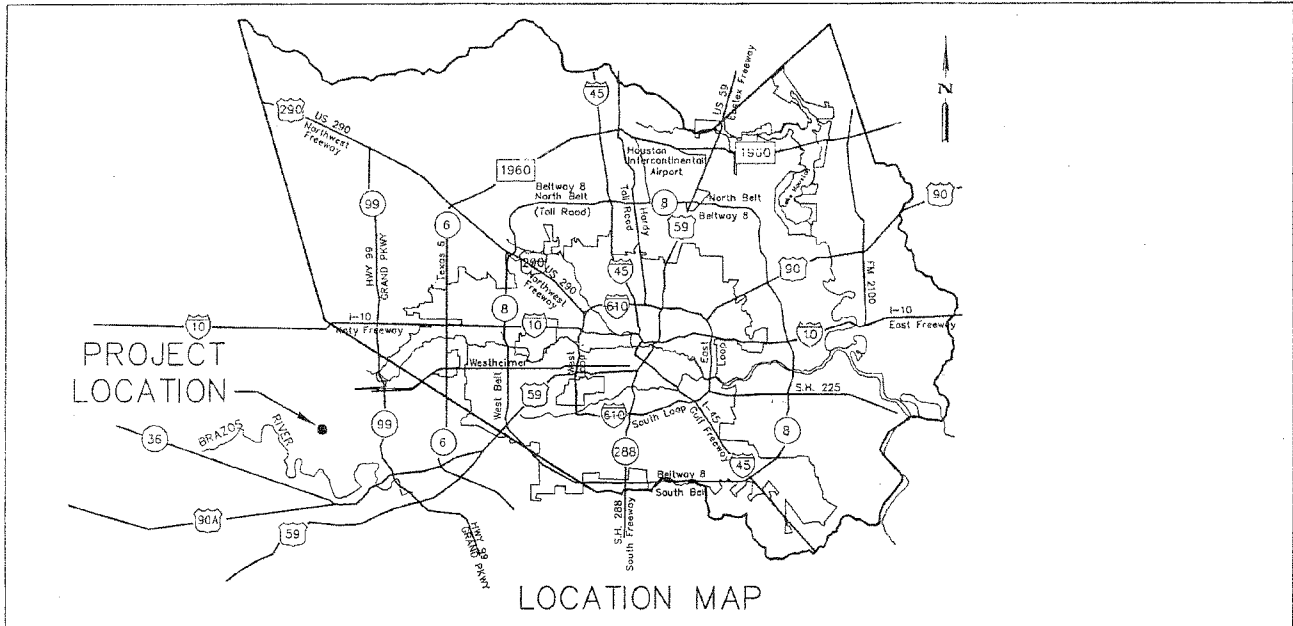 N
45
US 59
Eastex Freeway
290
US 290
Northwest
Freeway
Houston
Intercontinental
Airport
1960
1960
Lake Houston
90
99
Beltway 8
North Belt
(Toll Road)
Toll Road
Hardy
8
North Belt
59
Beltway 8
6
HWY 99
GRAND PKWY
Texas 6
290
US 290
Northwest
Freeway
45
90
FM 2100
8
610
I-10
East Freeway
10
I-10
Katy Freeway
10
10
PROJECT
LOCATION
Westheimer
West Loop
East
Loop
West Belt
59
S.H. 225
610
South Loop
I-45
Gulf Freeway
36
BRAZOS
RIVER
99
6
288
8
45
Beltway 8
South Belt
90A
59
HWY 99
GRAND PKWY
S.H. 288
South Freeway
LOCATION MAP